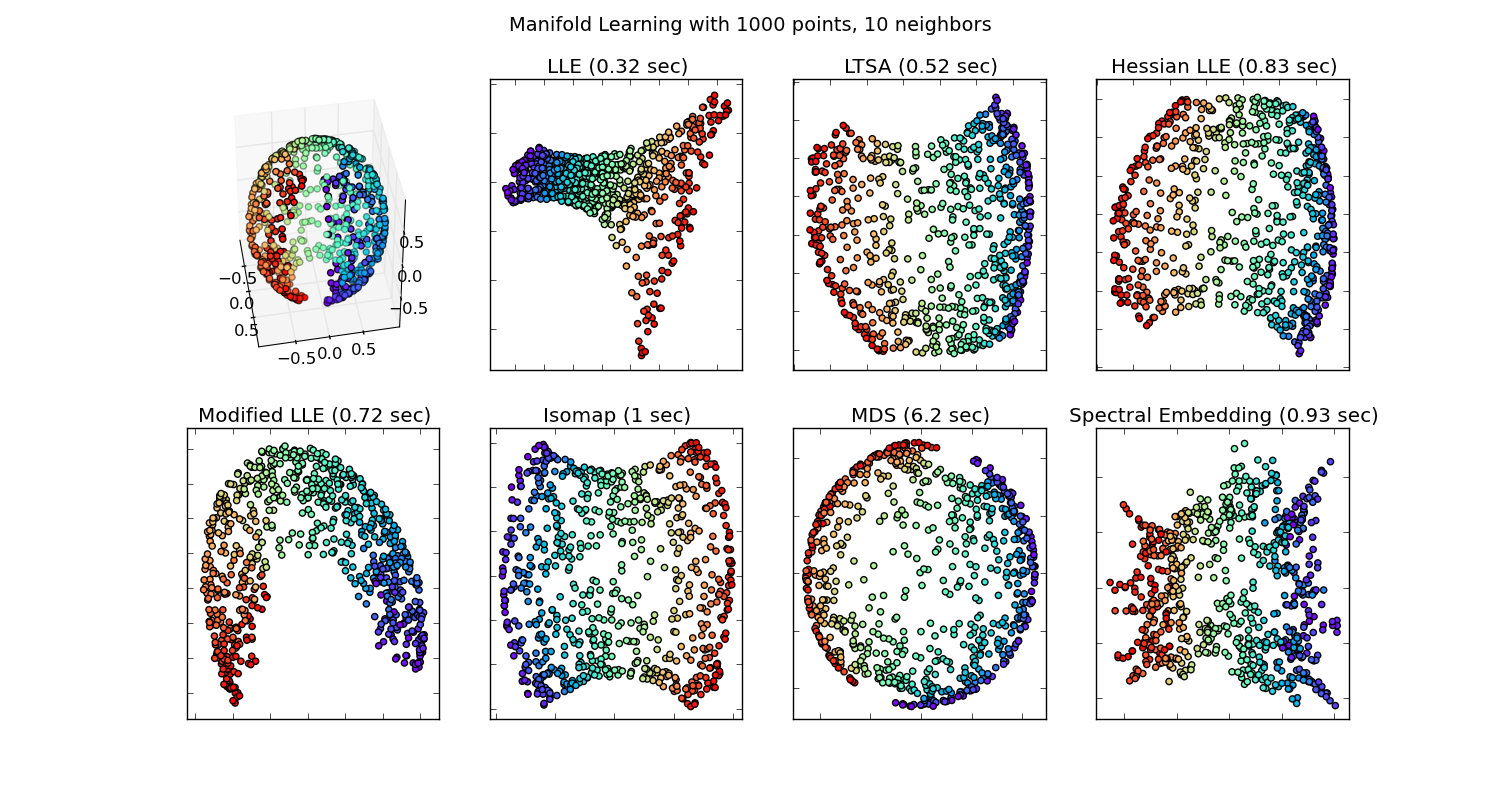 Manifold Learning with 1000 points, 10 neighbors
LLE (0.32 sec)
LTSA (0.52 sec)
Hessian LLE (0.83 sec)
0.5
0.0
−0.5
−0.5
0.0
0.5
−0.5
0.0
0.5
Modified LLE (0.72 sec)
Isomap (1 sec)
MDS (6.2 sec)
Spectral Embedding (0.93 sec)